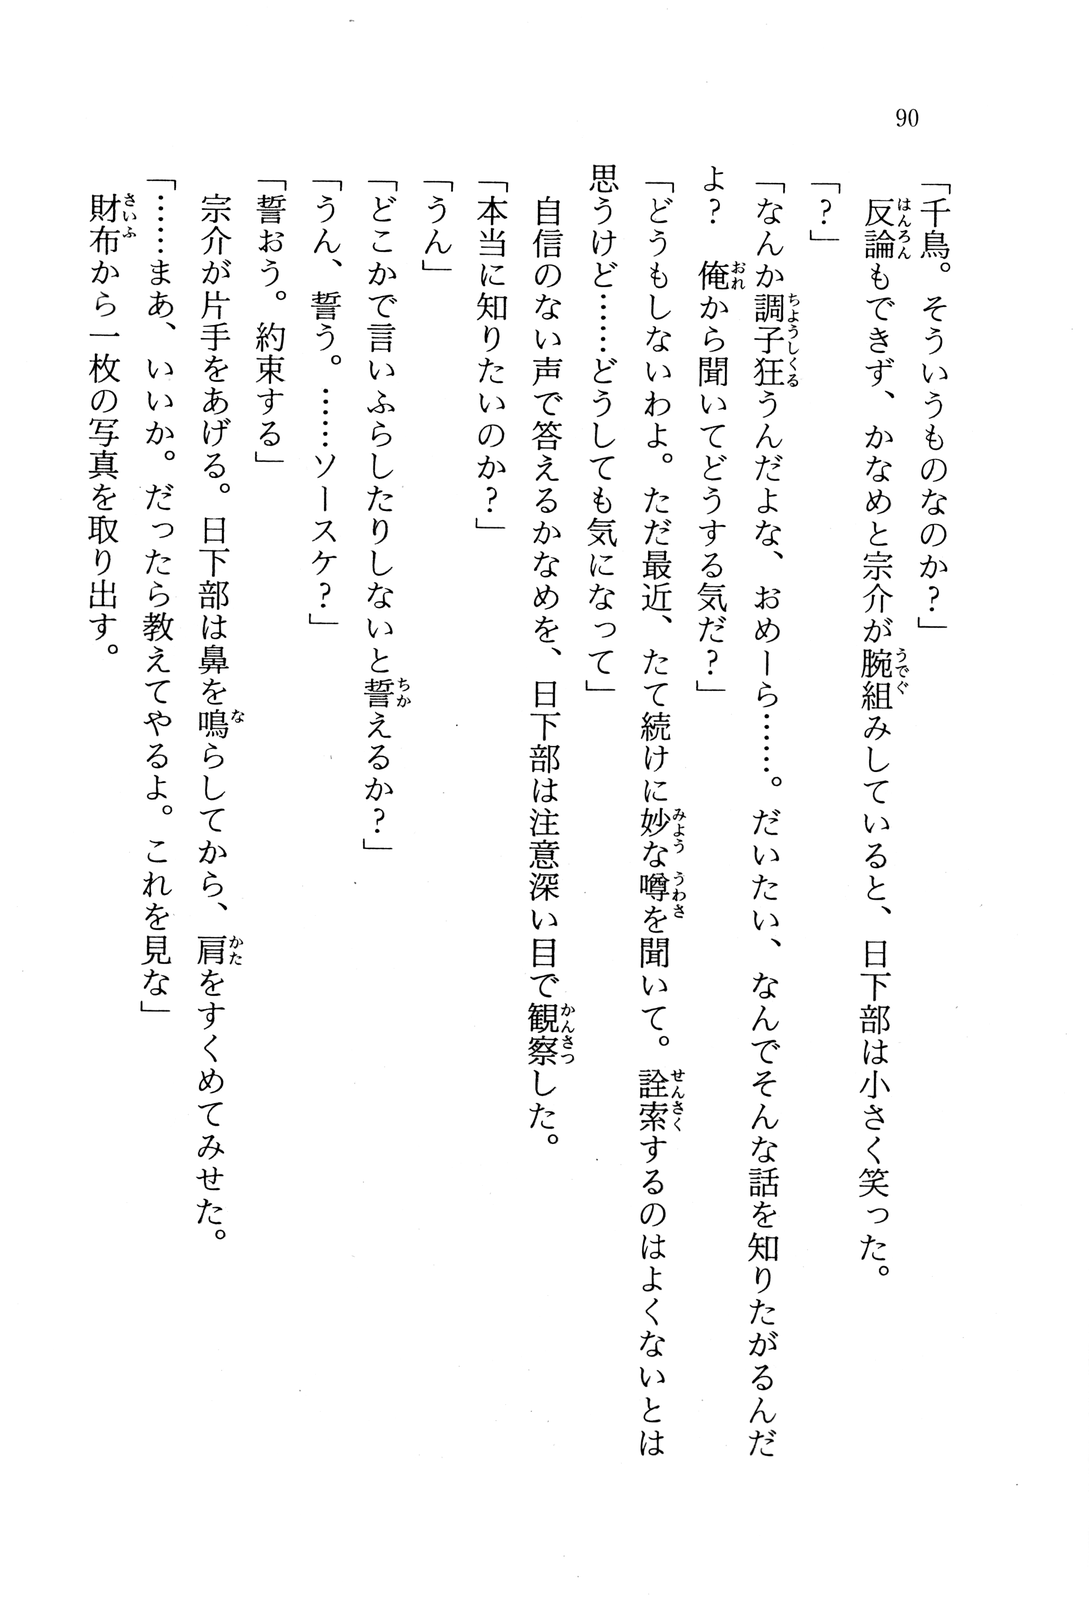 90
「千鳥。そういうものなのか？」
　反論もできず、かなめと宗介が腕組みしていると、日下部は小さく笑った。
「？」
「なんか調子狂うんだよな、おめーら……。だいたい、なんでそんな話を知りたがるんだ
よ？　俺から聞いてどうする気だ？」
「どうもしないわよ。ただ最近、たて続けに妙な噂を聞いて。詮索するのはよくないとは
思うけど……どうしても気になって」
　自信のない声で答えるかなめを、日下部は注意深い目で観察した。
「本当に知りたいのか？」
「うん」
「どこかで言いふらしたりしないと誓えるか？」
「うん、誓う。……ソースケ？」
「誓おう。約束する」
　宗介が片手をあげる。日下部は鼻を鳴らしてから、肩をすくめてみせた。
「……まあ、いいか。だったら教えてやるよ。これを見な」
　財布から一枚の写真を取り出す。